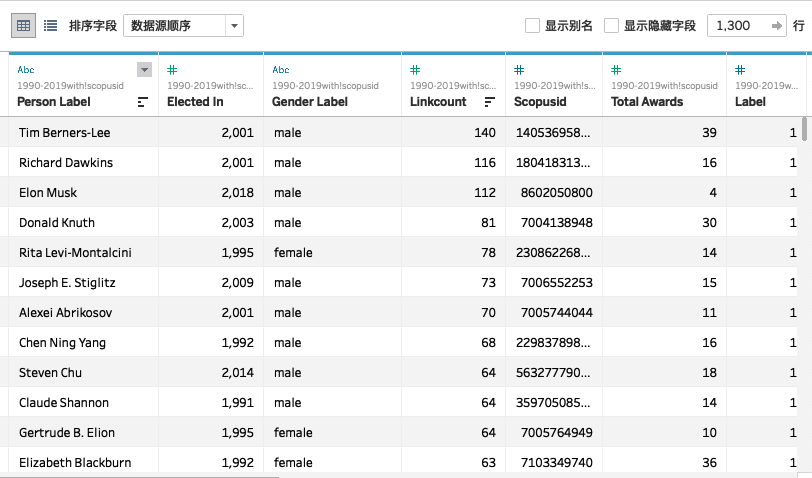 排序字段 数据源顺序 显示别名 显示隐藏字段 1,300 行
Abc # Abc # # # #
1990-2019with!scopusid 1990-2019with!sc... 1990-2019with!scopusid 1990-2019with!sc... 1990-2019with!sc... 1990-2019with!scopusid 1990-2019w...
Person Label Elected In Gender Label Linkcount Scopusid Total Awards Label
Tim Berners-Lee 2,001 male 140 140536958... 39 1
Richard Dawkins 2,001 male 116 180418313... 16 1
Elon Musk 2,018 male 112 8602050800 4 1
Donald Knuth 2,003 male 81 7004138948 30 1
Rita Levi-Montalcini 1,995 female 78 230862268... 14 1
Joseph E. Stiglitz 2,009 male 73 7006552253 15 1
Alexei Abrikosov 2,001 male 70 7005744044 11 1
Chen Ning Yang 1,992 male 68 229837898... 16 1
Steven Chu 2,014 male 64 563277790... 18 1
Claude Shannon 1,991 male 64 359705085... 14 1
Gertrude B. Elion 1,995 female 64 7005764949 10 1
Elizabeth Blackburn 1,992 female 63 7103349740 36 1